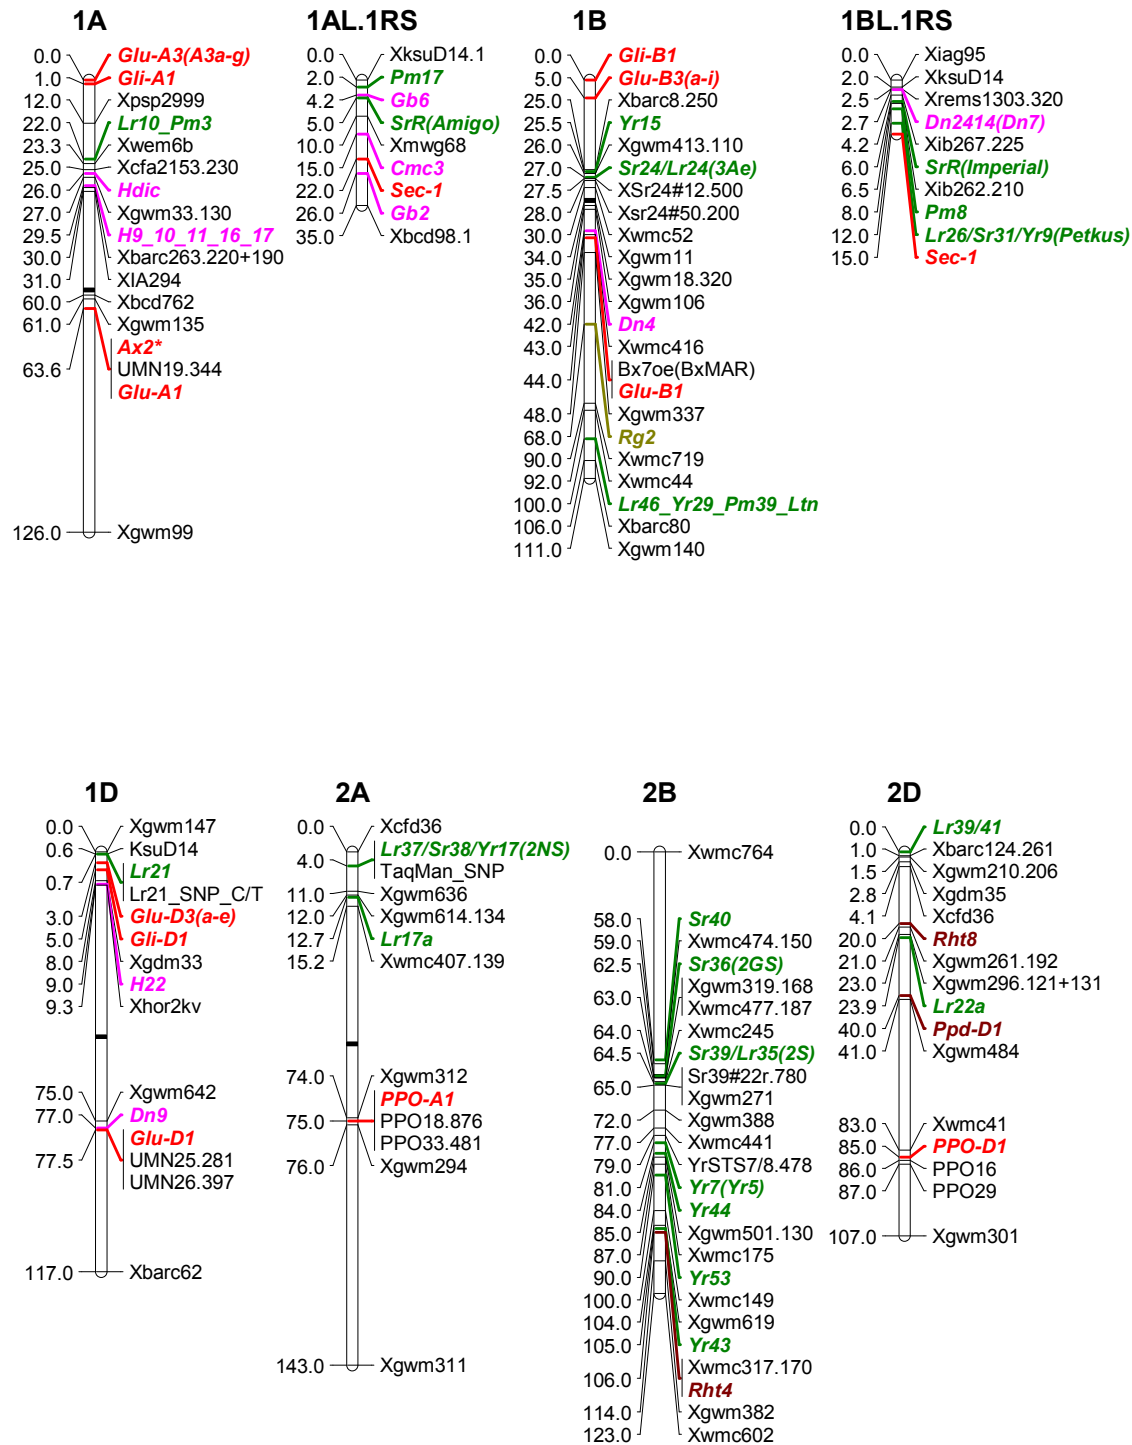 1A
0.0 Glu-A3(A3a-g)
1.0 Gli-A1
12.0 Xpsp2999
22.0 Lr10_Pm3
23.3 Xwem6b
25.0 Xcfa2153.230
26.0 Hdic
27.0 Xgwm33.130
29.5 H9_10_11_16_17
30.0 Xbarc263.220+190
31.0 XIA294
60.0 Xbcd762
61.0 Xgwm135
Ax2*
63.6 UMN19.344
Glu-A1
126.0 Xgwm99
1AL.1RS
0.0 XksuD14.1
2.0 Pm17
4.2 Gb6
5.0 SrR(Amigo)
10.0 Xmwg68
15.0 Cmc3
22.0 Sec-1
26.0 Gb2
35.0 Xbcd98.1
1B
0.0 Gli-B1
5.0 Glu-B3(a-i)
25.0 Xbarc8.250
25.5 Yr15
26.0 Xgwm413.110
27.0 Sr24/Lr24(3Ae)
27.5 XSr24#12.500
28.0 Xsr24#50.200
30.0 Xwmc52
34.0 Xgwm11
35.0 Xgwm18.320
36.0 Xgwm106
42.0 Dn4
43.0 Xwmc416
Bx7oe(BxMAR)
44.0 Glu-B1
48.0 Xgwm337
68.0 Rg2
90.0 Xwmc719
92.0 Xwmc44
100.0 Lr46_Yr29_Pm39_Ltn
106.0 Xbarc80
111.0 Xgwm140
1BL.1RS
0.0 Xiag95
2.0 XksuD14
2.5 Xrems1303.320
2.7 Dn2414(Dn7)
4.2 Xib267.225
6.0 SrR(Imperial)
6.5 Xib262.210
8.0 Pm8
12.0 Lr26/Sr31/Yr9(Petkus)
15.0 Sec-1
1D
0.0 Xgwm147
0.6 KsuD14
Lr21
0.7 Lr21_SNP_C/T
3.0 Glu-D3(a-e)
5.0 Gli-D1
8.0 Xgdm33
9.0 H22
9.3 Xhor2kv
75.0 Xgwm642
77.0 Dn9
Glu-D1
77.5 UMN25.281
UMN26.397
117.0 Xbarc62
2A
0.0 Xcfd36
Lr37/Sr38/Yr17(2NS)
4.0 TaqMan_SNP
11.0 Xgwm636
12.0 Xgwm614.134
12.7 Lr17a
15.2 Xwmc407.139
74.0 Xgwm312
PPO-A1
75.0 PPO18.876
PPO33.481
76.0 Xgwm294
143.0 Xgwm311
2B
0.0 Xwmc764
58.0 Sr40
59.0 Xwmc474.150
62.5 Sr36(2GS)
Xgwm319.168
63.0 Xwmc477.187
64.0 Xwmc245
64.5 Sr39/Lr35(2S)
Sr39#22r.780
65.0 Xgwm271
72.0 Xgwm388
77.0 Xwmc441
79.0 YrSTS7/8.478
81.0 Yr7(Yr5)
84.0 Yr44
85.0 Xgwm501.130
87.0 Xwmc175
90.0 Yr53
100.0 Xwmc149
104.0 Xgwm619
105.0 Yr43
Xwmc317.170
106.0 Rht4
114.0 Xgwm382
123.0 Xwmc602
2D
0.0 Lr39/41
1.0 Xbarc124.261
1.5 Xgwm210.206
2.8 Xgdm35
4.1 Xcfd36
20.0 Rht8
21.0 Xgwm261.192
23.0 Xgwm296.121+131
23.9 Lr22a
40.0 Ppd-D1
41.0 Xgwm484
83.0 Xwmc41
85.0 PPO-D1
86.0 PPO16
87.0 PPO29
107.0 Xgwm301